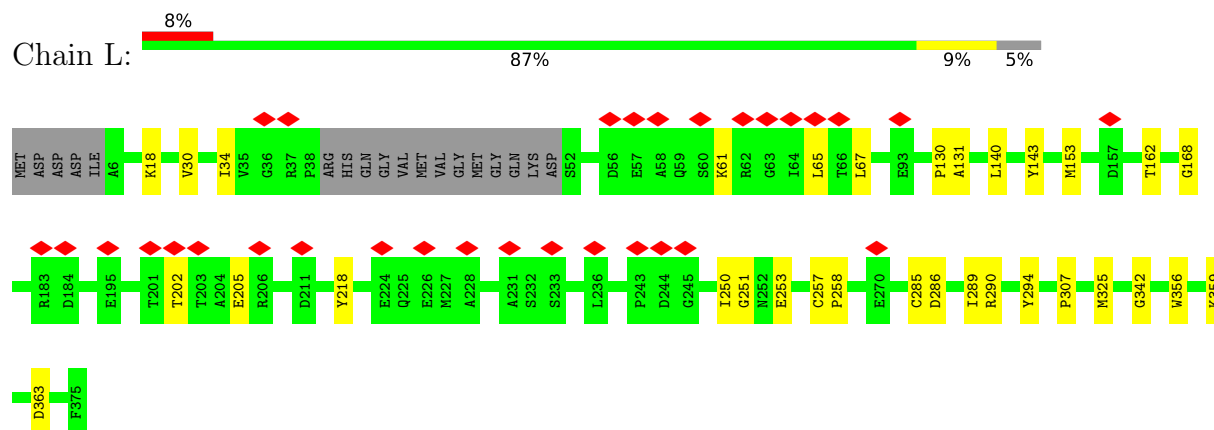 8%
Chain L:
87% 9% 5%
MET ASP ASP ASP ILE A6 K18 V30 I34 V35 G36 R37 P38 ARG HIS GLN GLY VAL MET VAL GLY MET GLY GLN LYS ASP S52 D56 E57 A58 Q59 S60 K61 R62 G63 I64 L65 T66 L67 E93 P130 A131 L140 Y143 M153 D157 T162 G168
R183 D184 E195 T201 T202 T203 A204 E205 R206 D211 Y218 E224 Q225 E226 M227 A228 A231 S232 S233 L236 P243 D244 G245 I250 G251 N252 E253 C257 P258 E270 C285 D286 I289 R290 Y294 P307 M325 G342 W356 K359
D363 F375